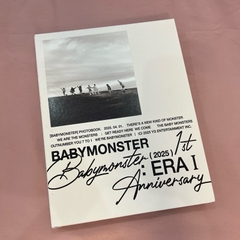 [BABYMONSTER] PHOTOBOOK. 2025. 04. 01. THERE'S A NEW KIND OF MONSTER
WE ARE THE MONSTERS GET READY HERE WE COME THE BABY MONSTERS
OUTNUMBER YOU 7 TO 1 WE'RE BABYMONSTER (C) 2025 YG ENTERTAINMENT INC.
BABYMONSTER
Babymonster (2025) 1st
: ERA I
Anniversary